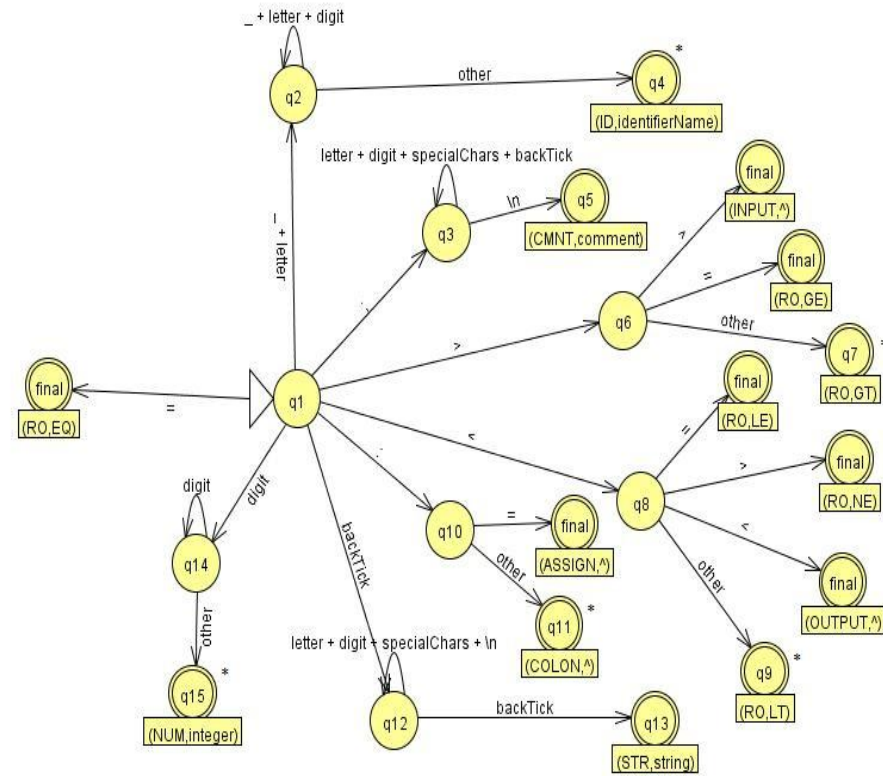 _ + letter + digit
q2
other
q4
*
(ID,identifierName)
letter + digit + specialChars + backTick
q3
\n
q5
(CMNT,comment)
final
(INPUT,^)
_ + letter
=
final
(RO,GE)
q6
other
q7
*
(RO,GT)
>
final
(RO,EQ)
=
q1
final
(RO,LE)
<
=
final
(RO,NE)
>
q8
<
final
(OUTPUT,^)
other
q9
*
(RO,LT)
digit
digit
q14
other
q15
*
(NUM,integer)
q10
=
final
(ASSIGN,^)
other
q11
*
(COLON,^)
backTick
letter + digit + specialChars + \n
q12
backTick
q13
(STR,string)